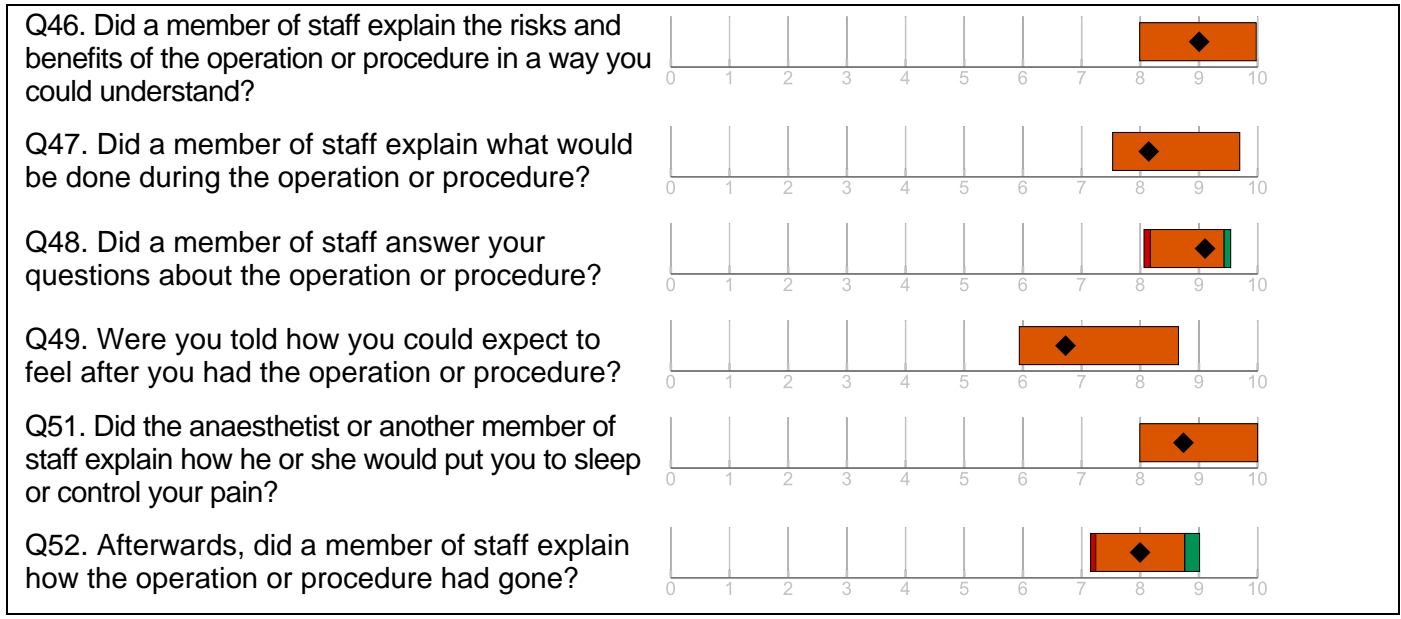 Q46. Did a member of staff explain the risks and
benefits of the operation or procedure in a way you
could understand?
0 1 2 3 4 5 6 7 8 9 10
Q47. Did a member of staff explain what would
be done during the operation or procedure?
0 1 2 3 4 5 6 7 8 9 10
Q48. Did a member of staff answer your
questions about the operation or procedure?
0 1 2 3 4 5 6 7 8 9 10
Q49. Were you told how you could expect to
feel after you had the operation or procedure?
0 1 2 3 4 5 6 7 8 9 10
Q51. Did the anaesthetist or another member of
staff explain how he or she would put you to sleep
or control your pain?
0 1 2 3 4 5 6 7 8 9 10
Q52. Afterwards, did a member of staff explain
how the operation or procedure had gone?
0 1 2 3 4 5 6 7 8 9 10